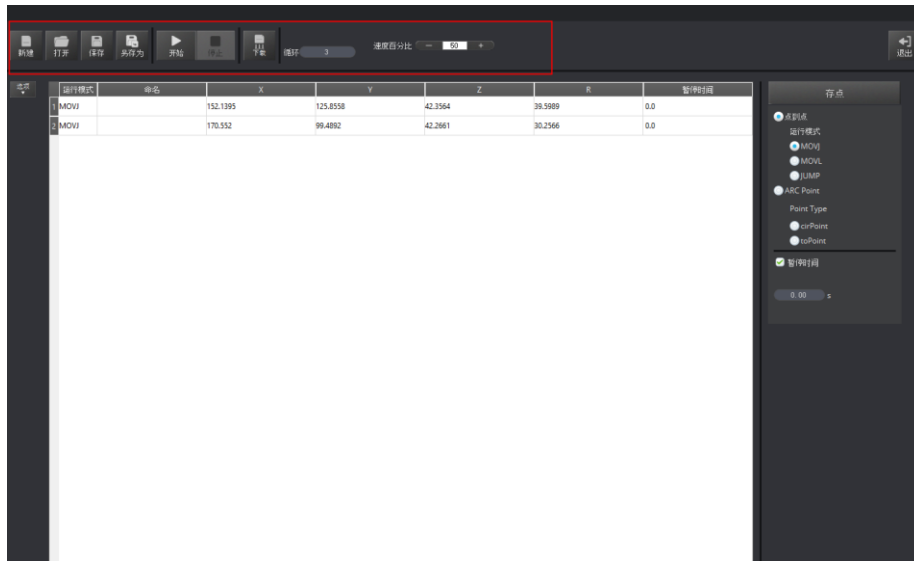 新建 打开 保存 另存为 开始 停止 下载 循环 3 速度百分比 − 50 + 退出
选项
运行模式 命名 X Y Z R 暂停时间
1 MOVJ 152.1395 125.8558 42.3564 39.5989 0.0
2 MOVJ 170.552 99.4892 42.2661 30.2566 0.0
存点
点到点
运行模式
MOVJ
MOVL
JUMP
ARC Point
Point Type
cirPoint
toPoint
暂停时间
0.00 s